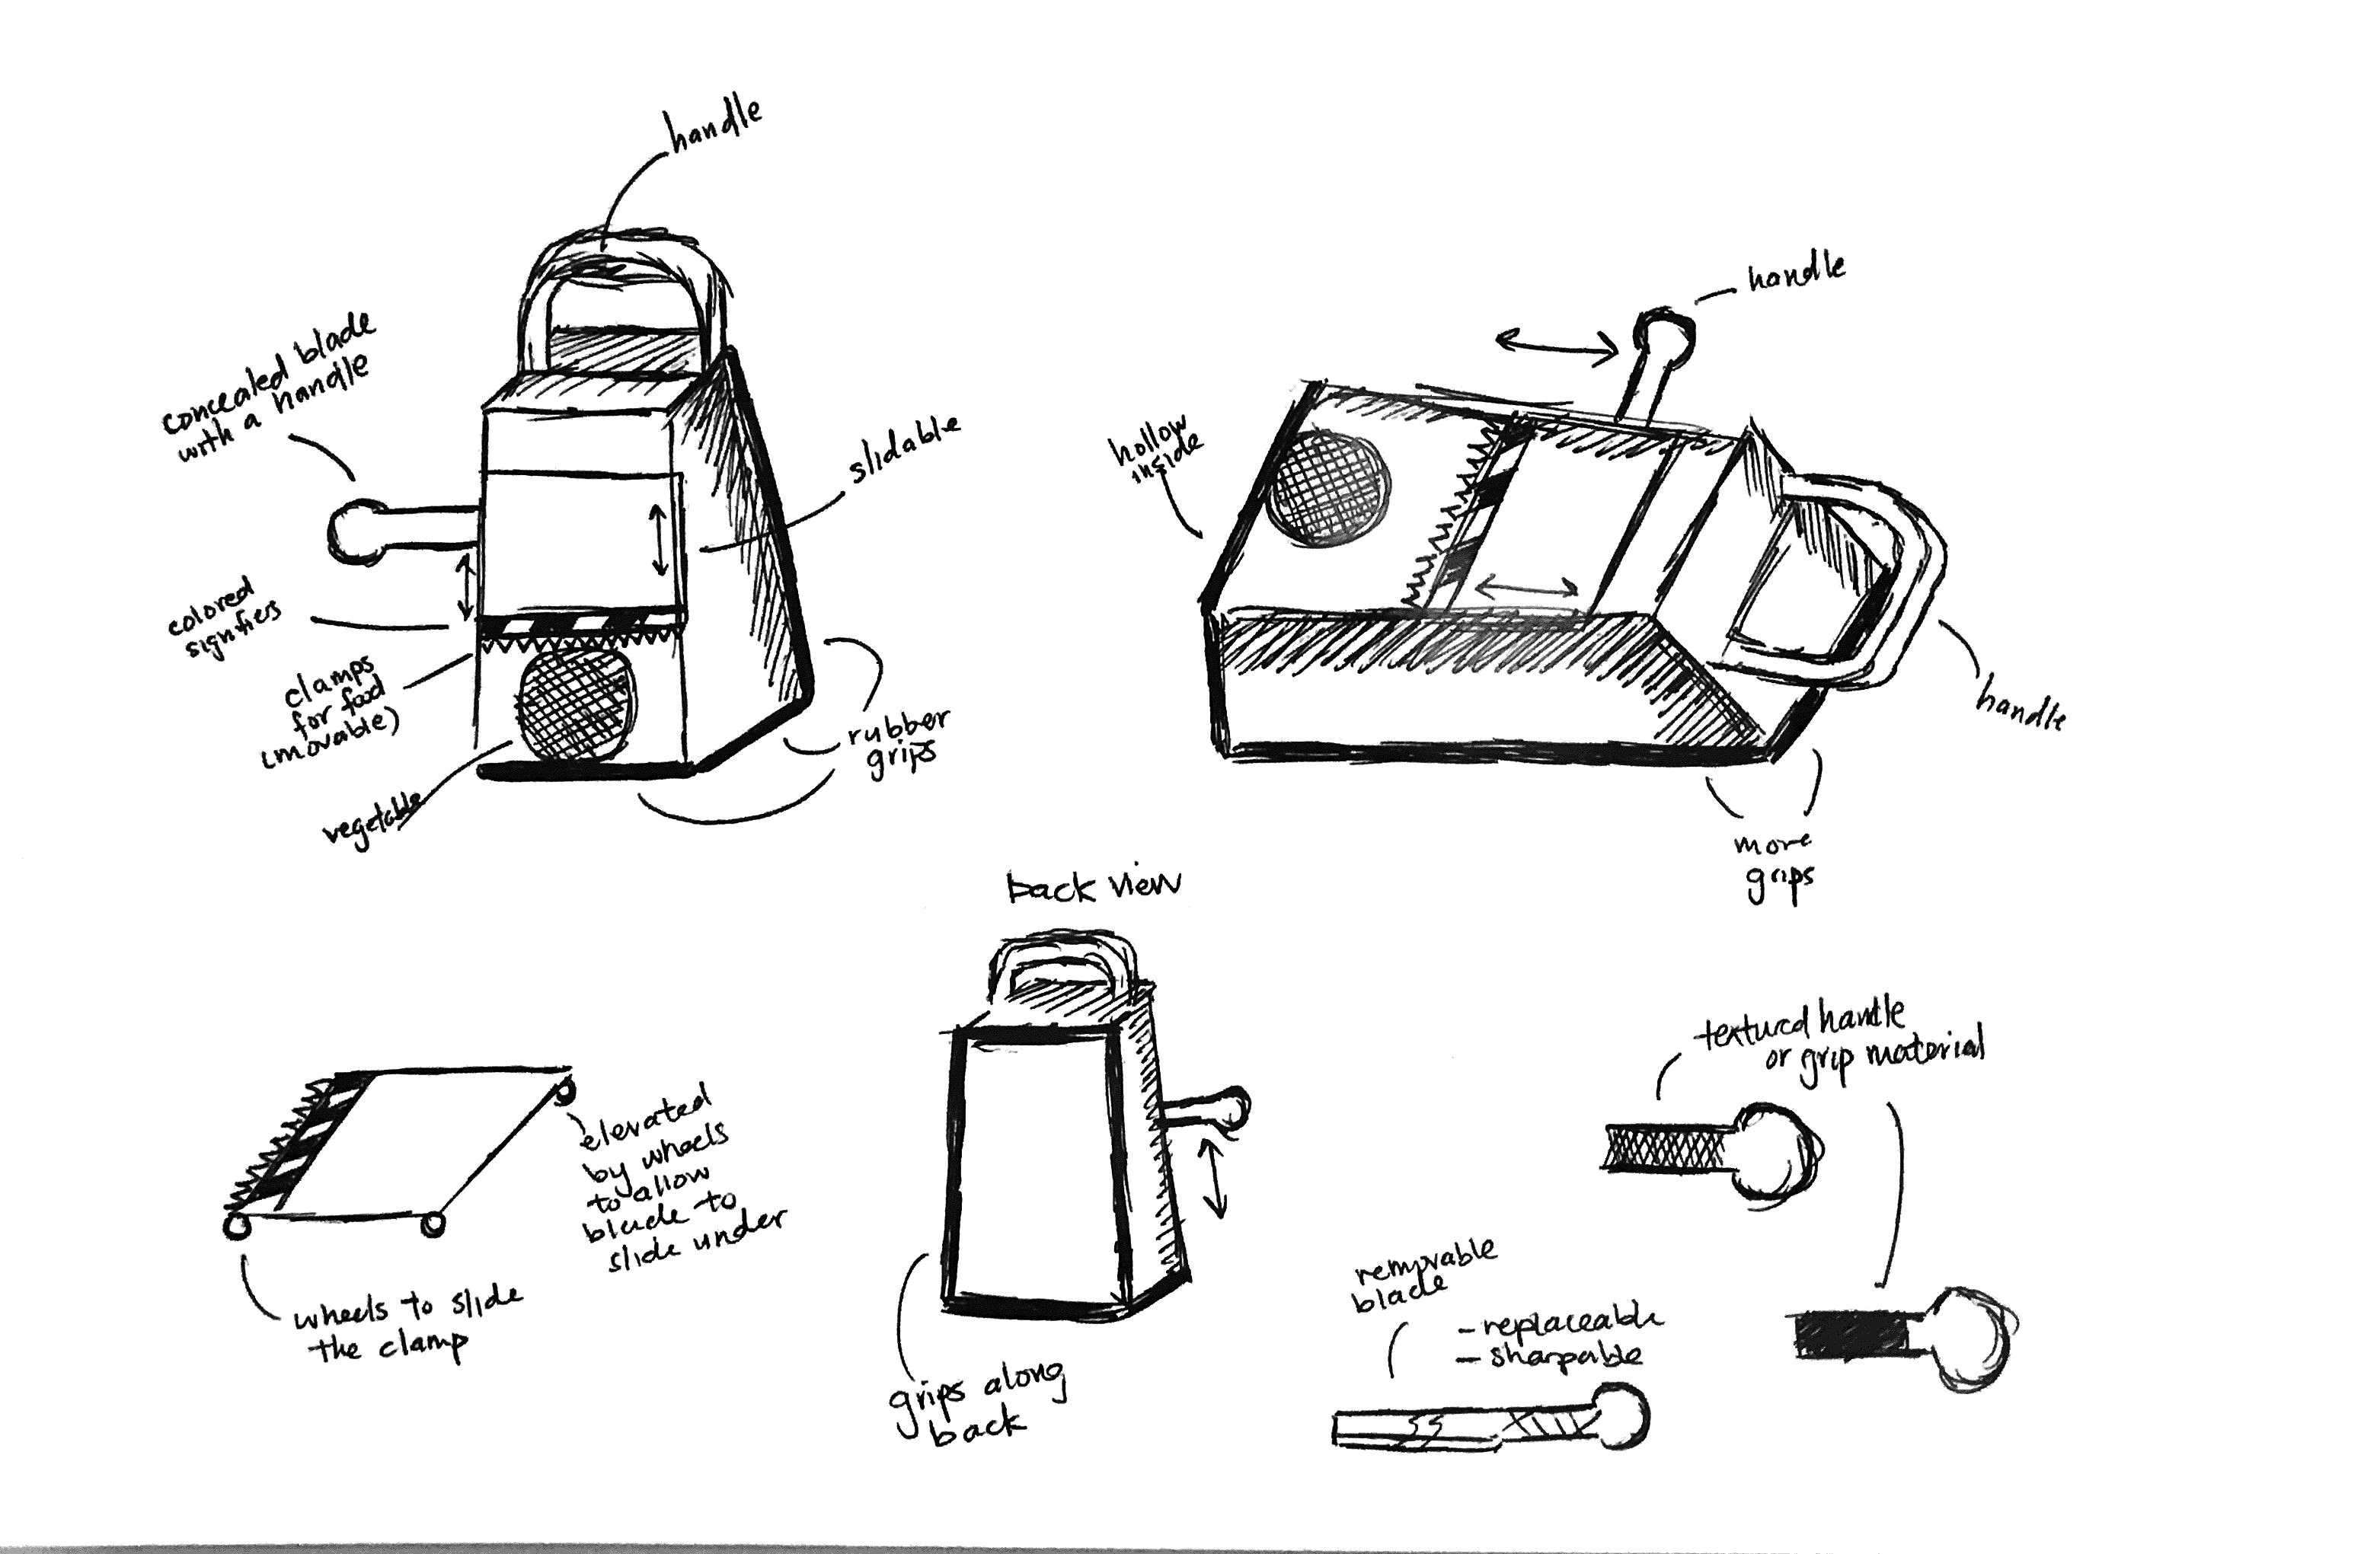 handle
concealed blade
with a handle
slidable
colored
signfiers
clamps
for food
(movable)
vegetable
rubber
grips
handle
hollow
inside
handle
more
grips
back view
elevated
by wheels
to allow
blade to
slide under
wheels to slide
the clamp
grips along
back
textured handle
or grip material
removable
blade
- replaceable
- sharpable